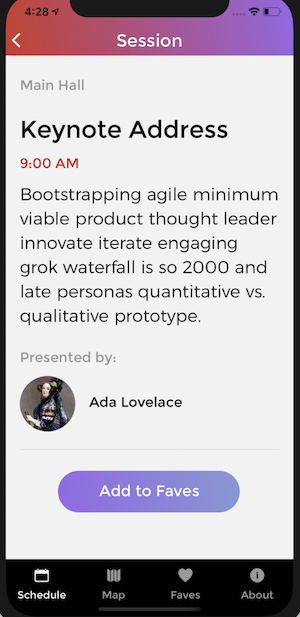 4:28
Session
Main Hall
Keynote Address
9:00 AM
Bootstrapping agile minimum
viable product thought leader
innovate iterate engaging
grok waterfall is so 2000 and
late personas quantitative vs.
qualitative prototype.
Presented by:
Ada Lovelace
Add to Faves
Schedule Map Faves About